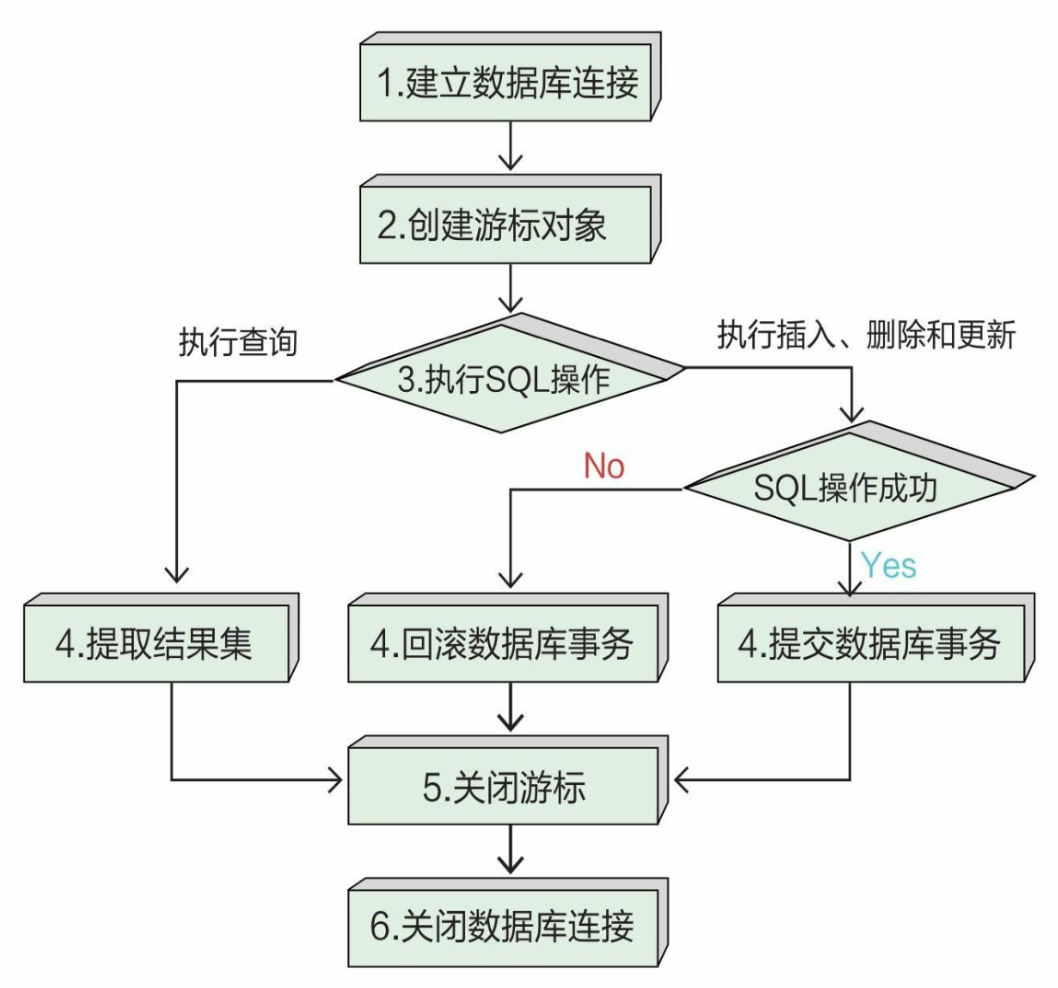 1.建立数据库连接
2.创建游标对象
执行查询
执行插入、删除和更新
3.执行SQL操作
No
SQL操作成功
Yes
4.提取结果集
4.回滚数据库事务
4.提交数据库事务
5.关闭游标
6.关闭数据库连接